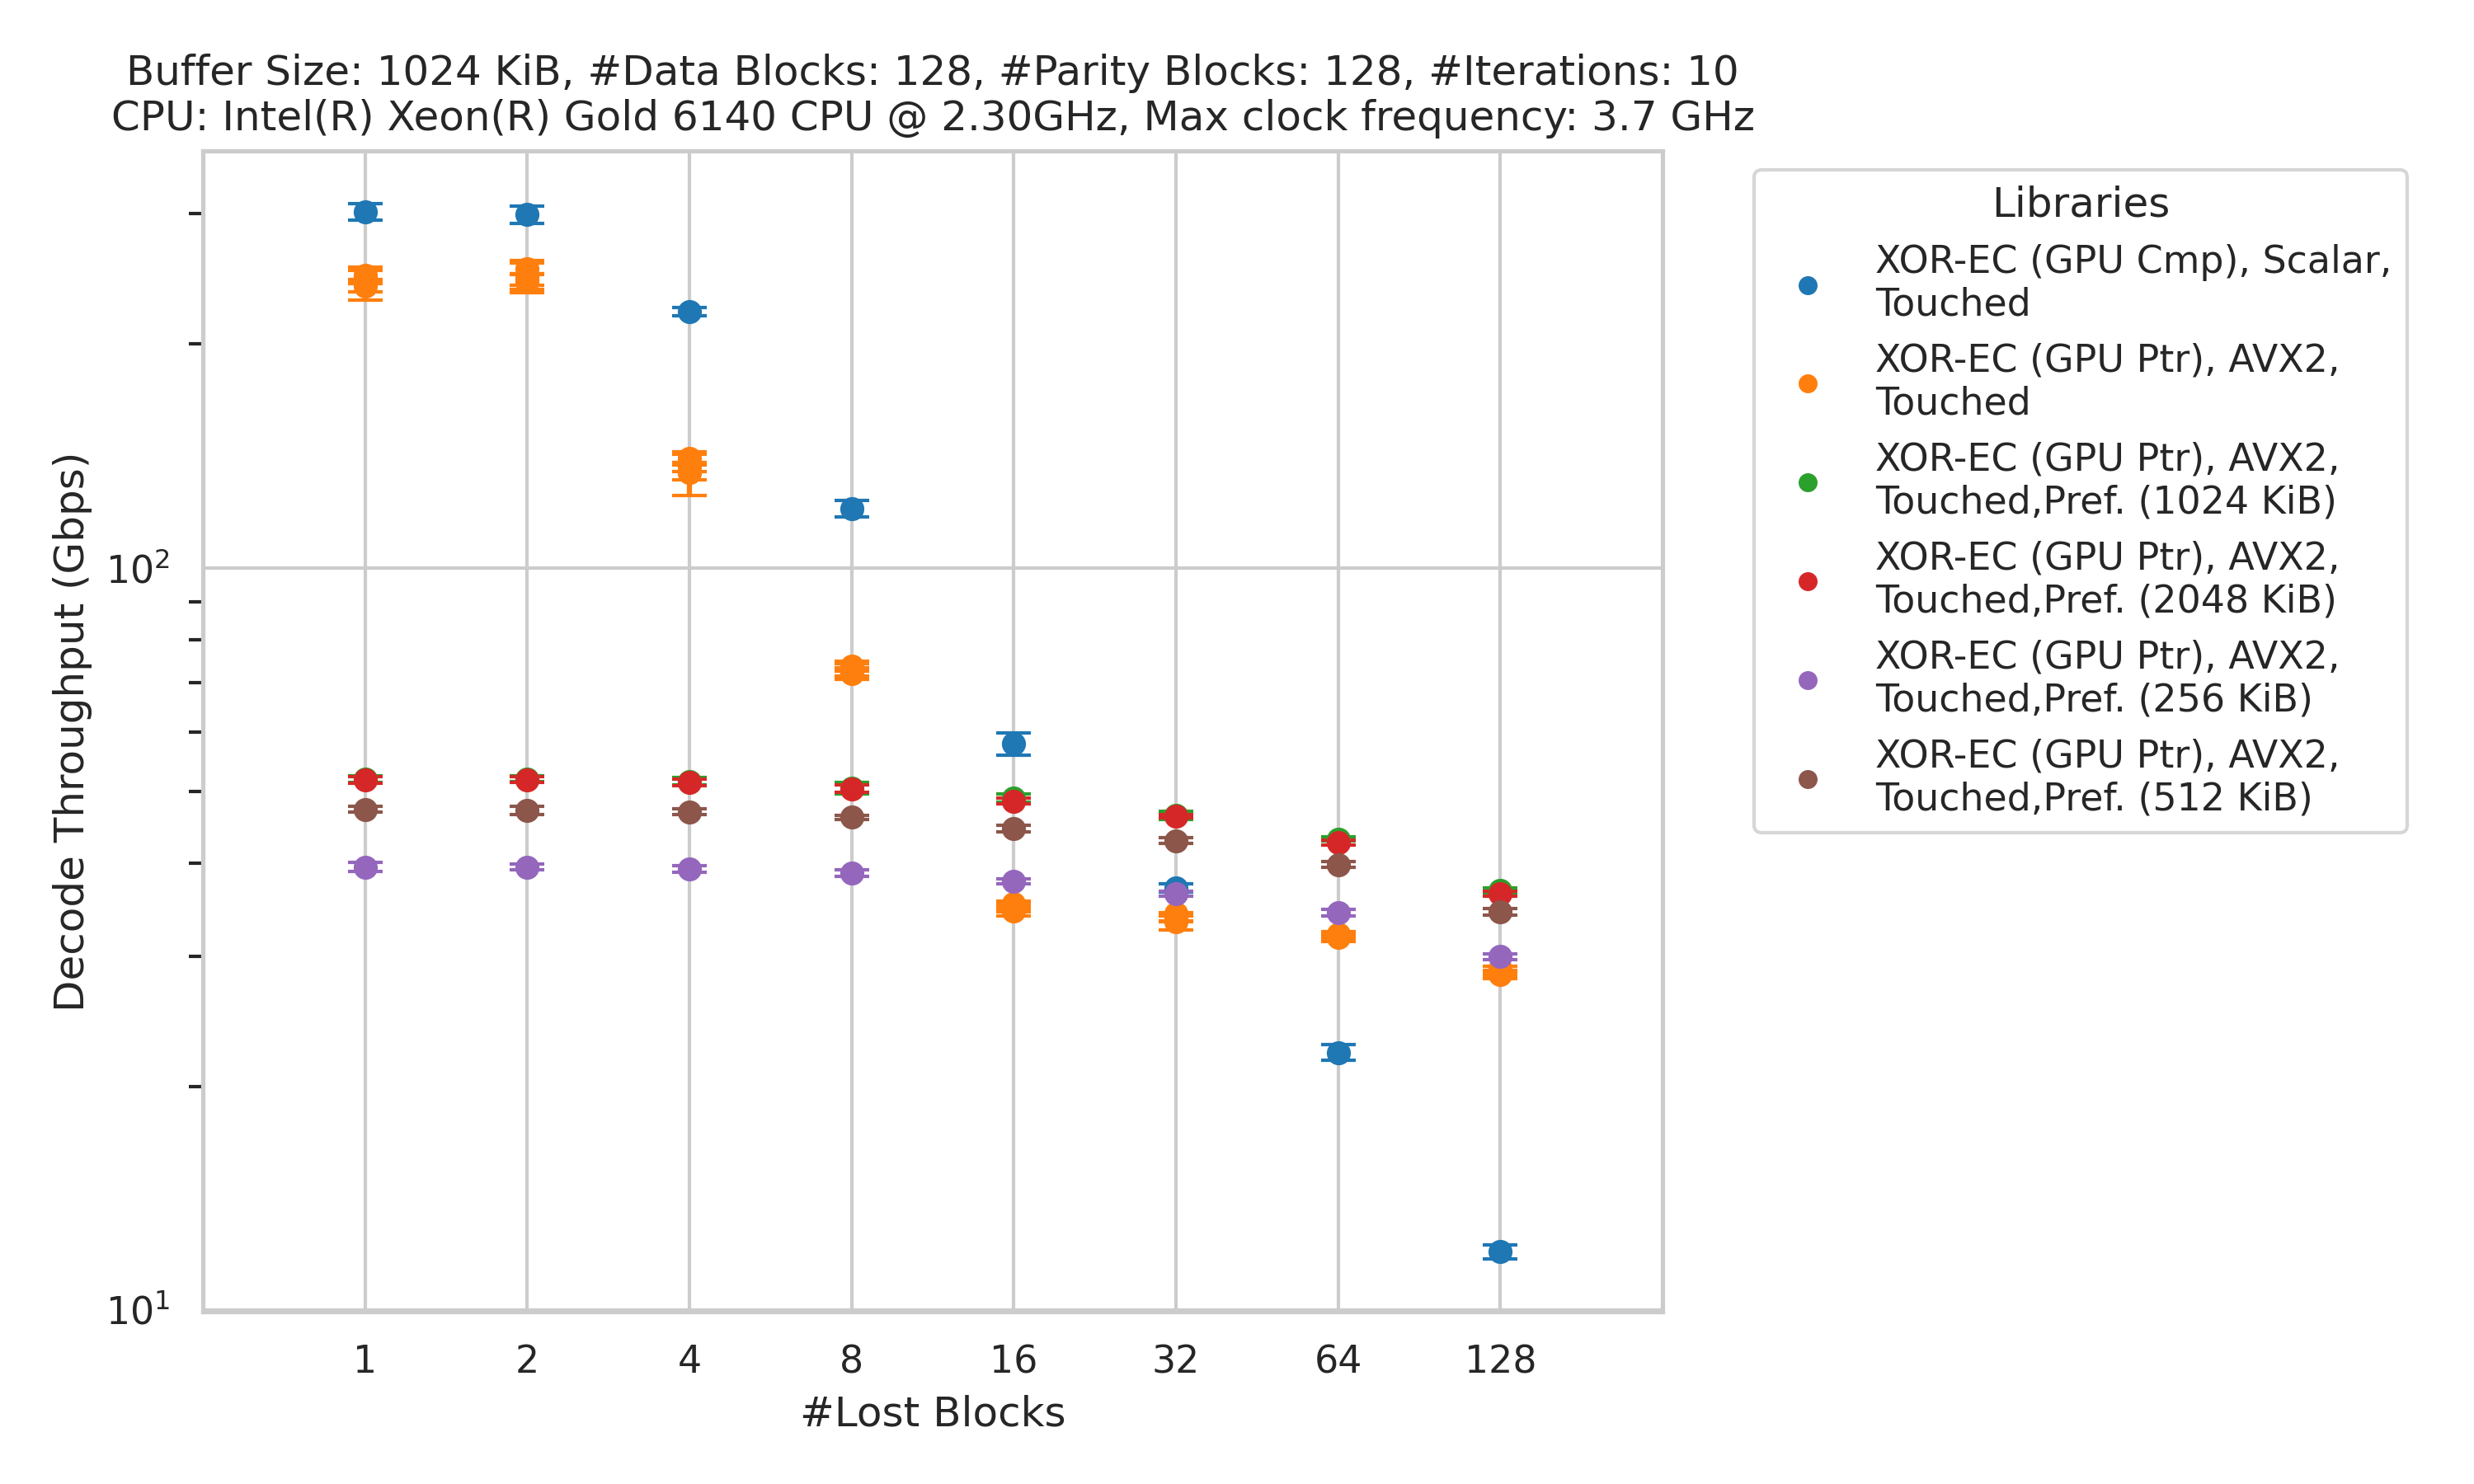 Buffer Size: 1024 KiB, #Data Blocks: 128, #Parity Blocks: 128, #Iterations: 10
CPU: Intel(R) Xeon(R) Gold 6140 CPU @ 2.30GHz, Max clock frequency: 3.7 GHz
Decode Throughput (Gbps)
10²
10¹
1 2 4 8 16 32 64 128
#Lost Blocks
Libraries
XOR-EC (GPU Cmp), Scalar,
Touched
XOR-EC (GPU Ptr), AVX2,
Touched
XOR-EC (GPU Ptr), AVX2,
Touched,Pref. (1024 KiB)
XOR-EC (GPU Ptr), AVX2,
Touched,Pref. (2048 KiB)
XOR-EC (GPU Ptr), AVX2,
Touched,Pref. (256 KiB)
XOR-EC (GPU Ptr), AVX2,
Touched,Pref. (512 KiB)